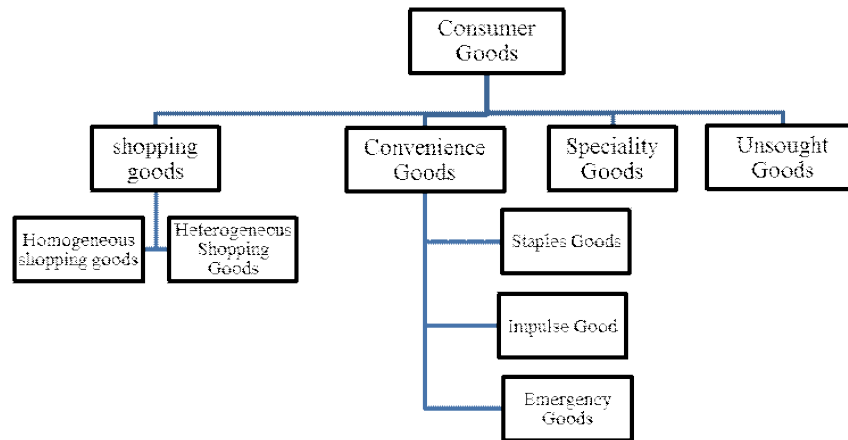 Consumer
Goods
shopping
goods
Convenience
Goods
Speciality
Goods
Unsought
Goods
Homogeneous
shopping goods
Heterogeneous
Shopping
Goods
Staples Goods
Impulse Good
Emergency
Goods